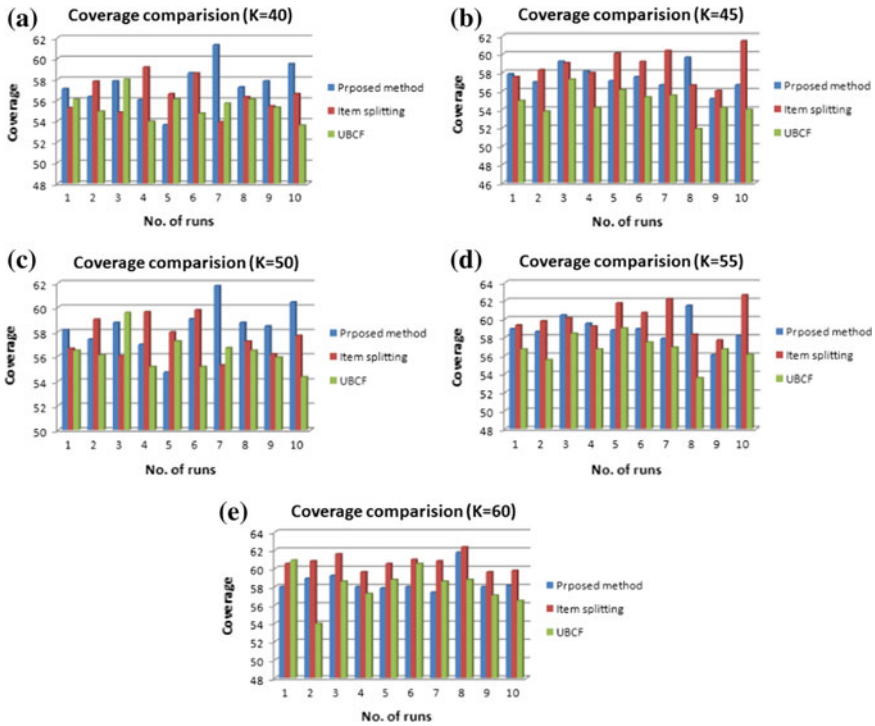 (a)
Coverage comparision (K=40)
Coverage
62
60
58
56
54
52
50
48
1 2 3 4 5 6 7 8 9 10
No. of runs
Prposed method
Item splitting
UBCF
(b)
Coverage comparision (K=45)
Coverage
62
60
58
56
54
52
50
48
46
1 2 3 4 5 6 7 8 9 10
No. of runs
Prposed method
Item splitting
UBCF
(c)
Coverage comparision (K=50)
Coverage
62
60
58
56
54
52
50
1 2 3 4 5 6 7 8 9 10
No. of runs
Prposed method
Item splitting
UBCF
(d)
Coverage comparision (K=55)
Coverage
64
62
60
58
56
54
52
50
48
1 2 3 4 5 6 7 8 9 10
No. of runs
Prposed method
Item splitting
UBCF
(e)
Coverage comparision (K=60)
Coverage
64
62
60
58
56
54
52
50
48
1 2 3 4 5 6 7 8 9 10
No. of runs
Prposed method
Item splitting
UBCF